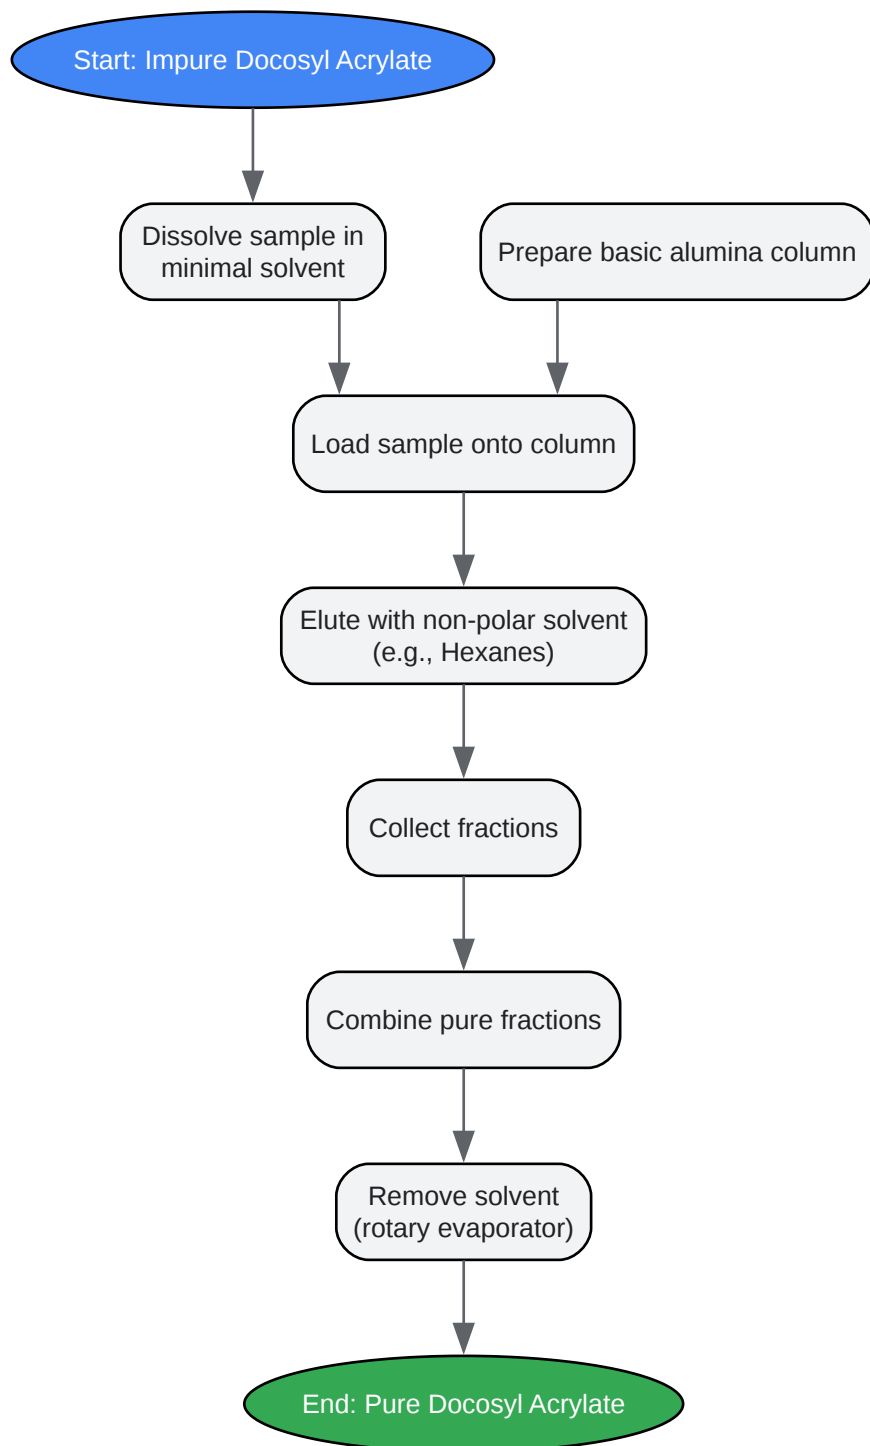 Start: Impure Docosyl Acrylate
Dissolve sample in
minimal solvent
Prepare basic alumina column
Load sample onto column
Elute with non-polar solvent
(e.g., Hexanes)
Collect fractions
Combine pure fractions
Remove solvent
(rotary evaporator)
End: Pure Docosyl Acrylate